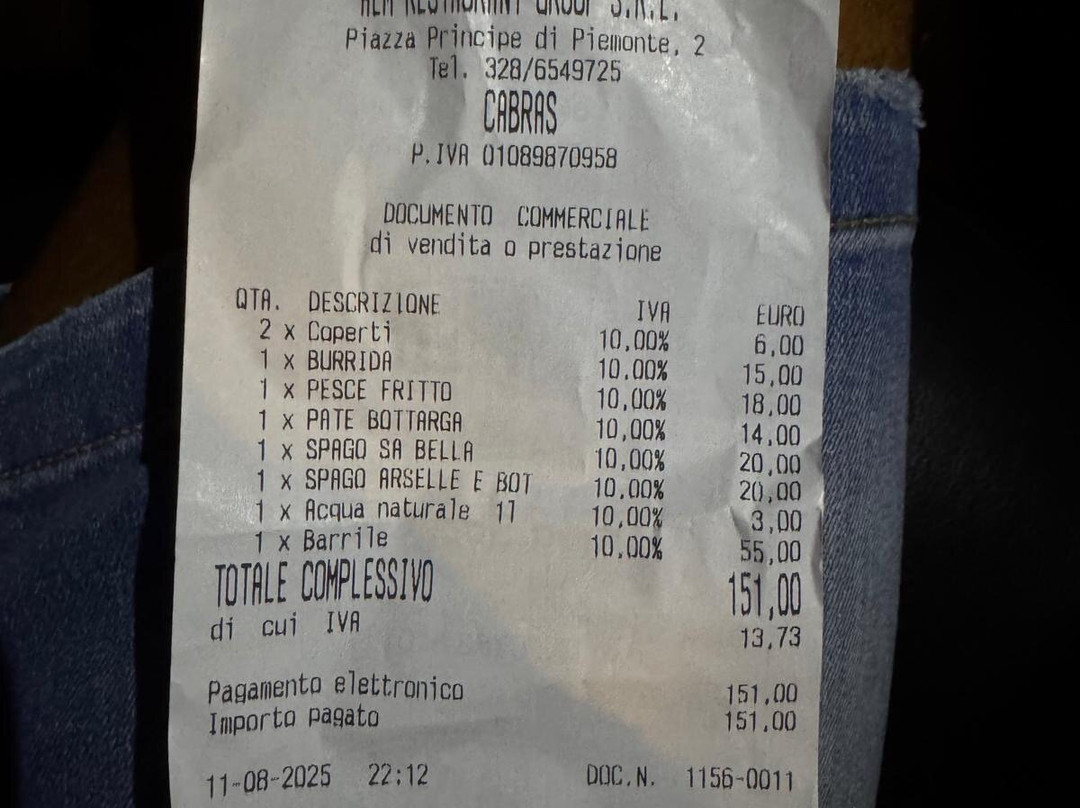 RESTAURANT GROUP S.R.L.
Piazza Principe di Piemonte, 2
Tel. 328/6549725
CABRAS
P.IVA 01089870958
DOCUMENTO COMMERCIALE
di vendita o prestazione
QTA. DESCRIZIONE IVA EURO
2 x Coperti 10,00% 6,00
1 x BURRIDA 10,00% 15,00
1 x PESCE FRITTO 10,00% 18,00
1 x PATE BOTTARGA 10,00% 14,00
1 x SPAGO SA BELLA 10,00% 20,00
1 x SPAGO ARSELLE E BOT 10,00% 20,00
1 x Acqua naturale 1l 10,00% 3,00
1 x Barrile 10,00% 55,00
TOTALE COMPLESSIVO 151,00
di cui IVA 13,73
Pagamento elettronico 151,00
Importo pagato 151,00
11-08-2025 22:12 DOC.N. 1156-0011